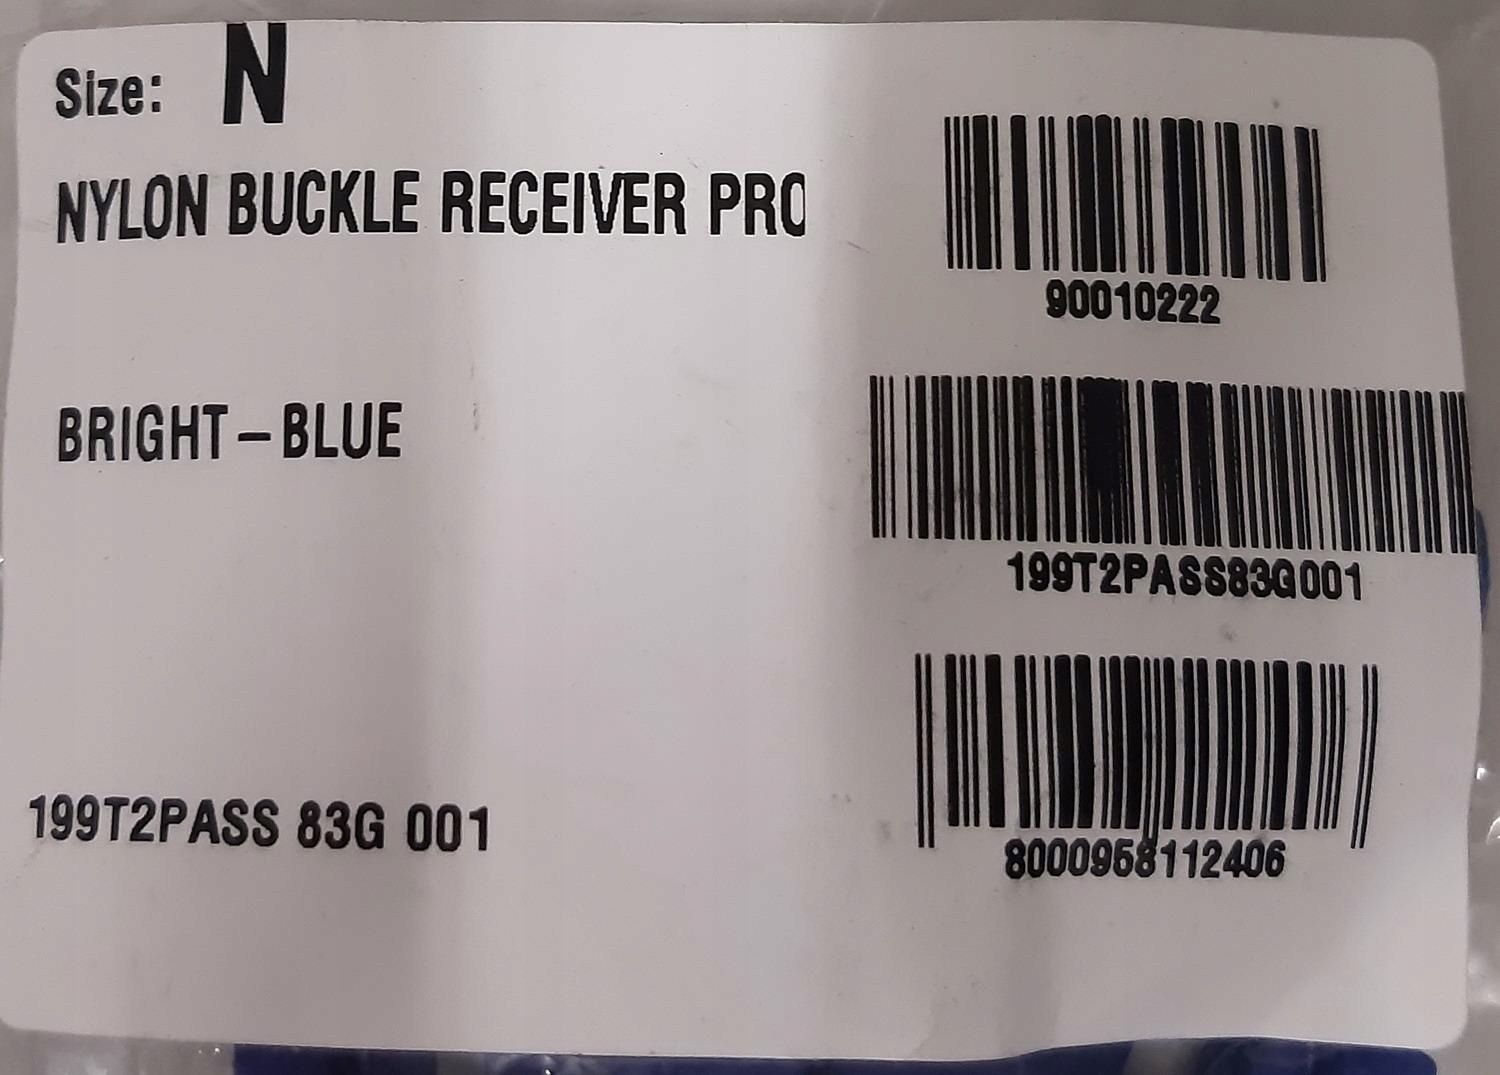 Size: N
NYLON BUCKLE RECEIVER PRO
BRIGHT-BLUE
199T2PASS 83G 001
90010222
199T2PASS83G001
8000958112406